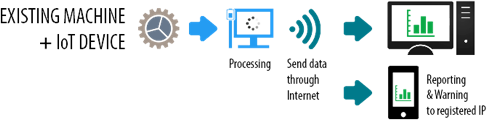 EXISTING MACHINE
+ IoT DEVICE
Processing
Send data
through
Internet
Reporting
& Warning
to registered IP